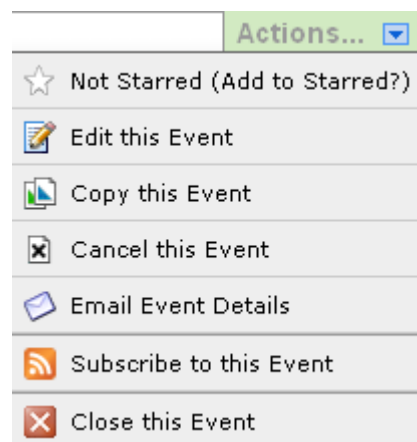 Actions...
Not Starred (Add to Starred?)
Edit this Event
Copy this Event
Cancel this Event
Email Event Details
Subscribe to this Event
Close this Event